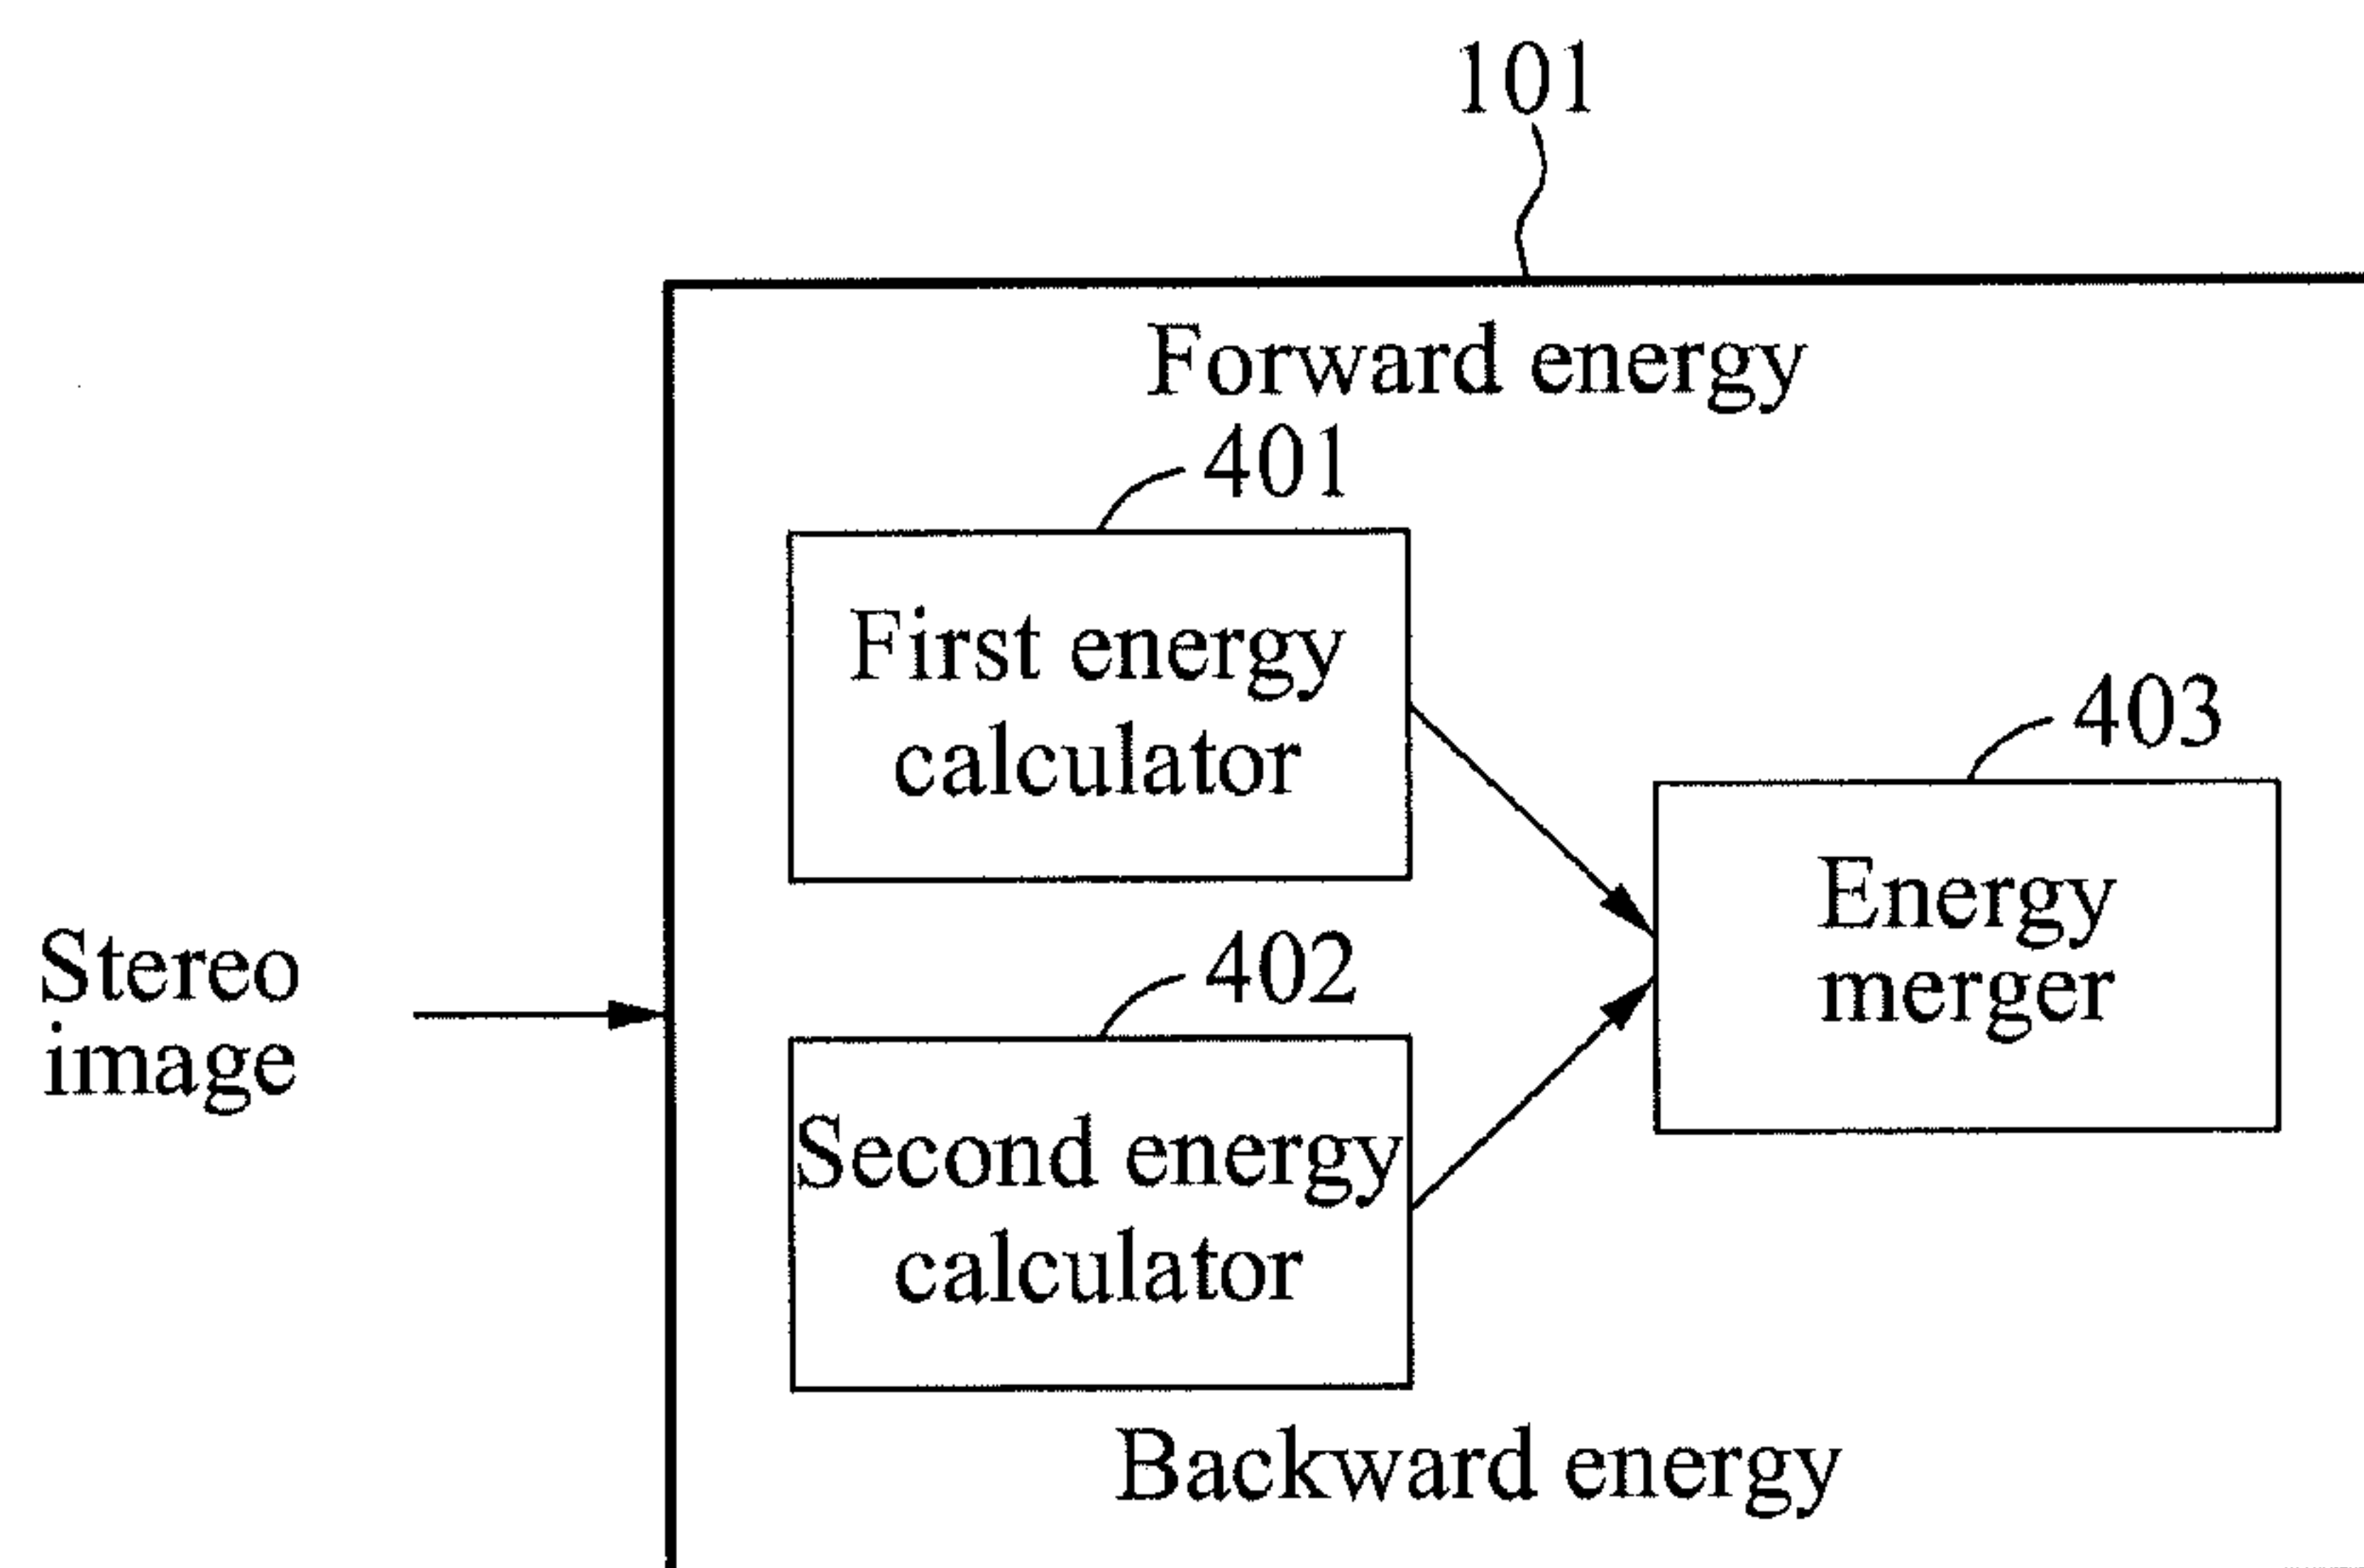 101
Forward energy
401
First energy
calculator
403
Energy
merger
Stereo
image
402
Second energy
calculator
Backward energy